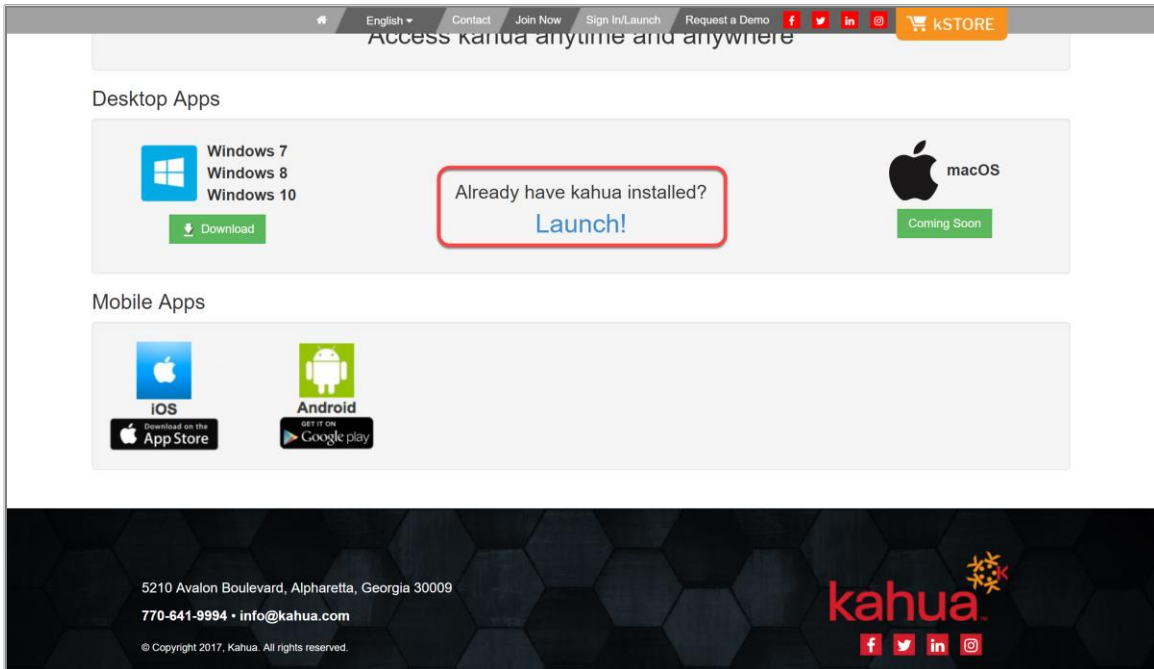 English
Contact
Join Now
Sign In/Launch
Request a Demo
kSTORE
Access kahua anytime and anywhere
Desktop Apps
Windows 7
Windows 8
Windows 10
Download
Already have kahua installed?
Launch!
macOS
Coming Soon
Mobile Apps
iOS
Download on the
App Store
Android
GET IT ON
Google play
5210 Avalon Boulevard, Alpharetta, Georgia 30009
770-641-9994 • info@kahua.com
© Copyright 2017, Kahua. All rights reserved.
kahua